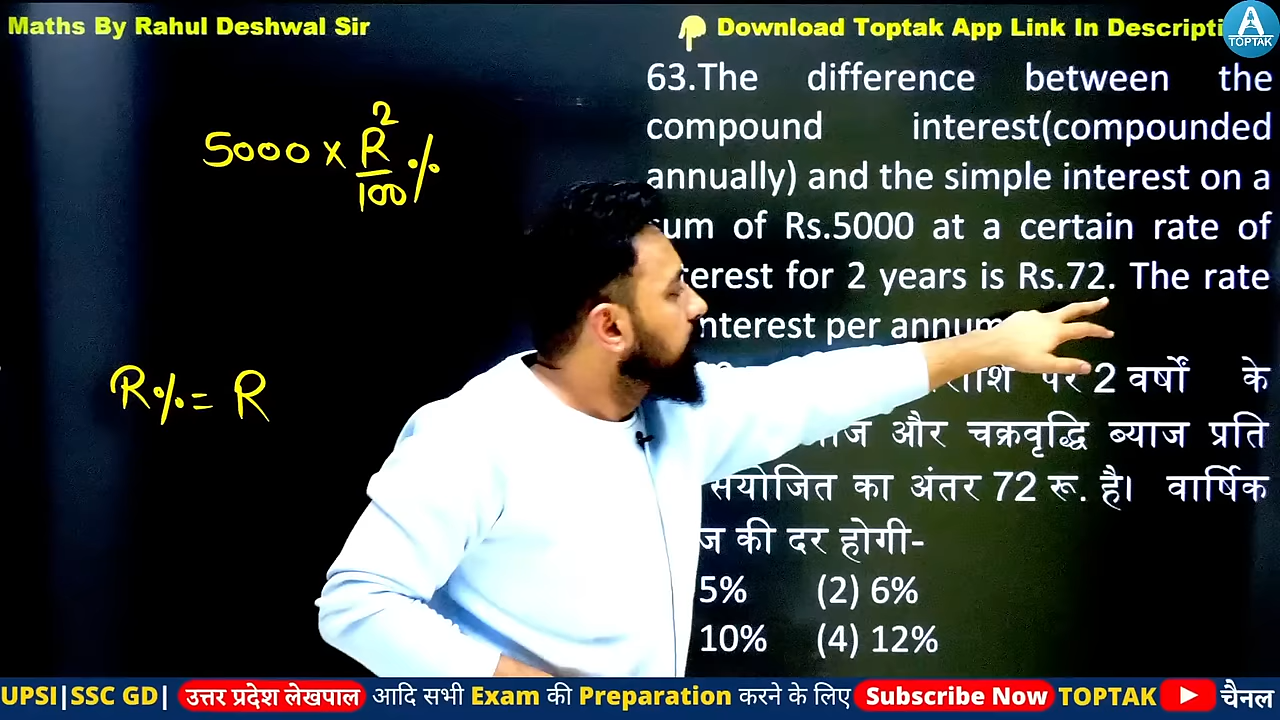 Maths By Rahul Deshwal Sir
Download Toptak App Link In Descripti
TOPTAK
63.The difference between the
compound interest(compounded
annually) and the simple interest on a
sum of Rs.5000 at a certain rate of
interest for 2 years is Rs.72. The rate
interest per annum
5000 × R²/100 %
R% = R
पर 2 वर्षों के
और चक्रवृद्धि ब्याज प्रति
संयोजित का अंतर 72 रू. है। वार्षिक
की दर होगी-
5% (2) 6%
10% (4) 12%
UPSI|SSC GD| उत्तर प्रदेश लेखपाल आदि सभी Exam की Preparation करने के लिए Subscribe Now TOPTAK चैनल